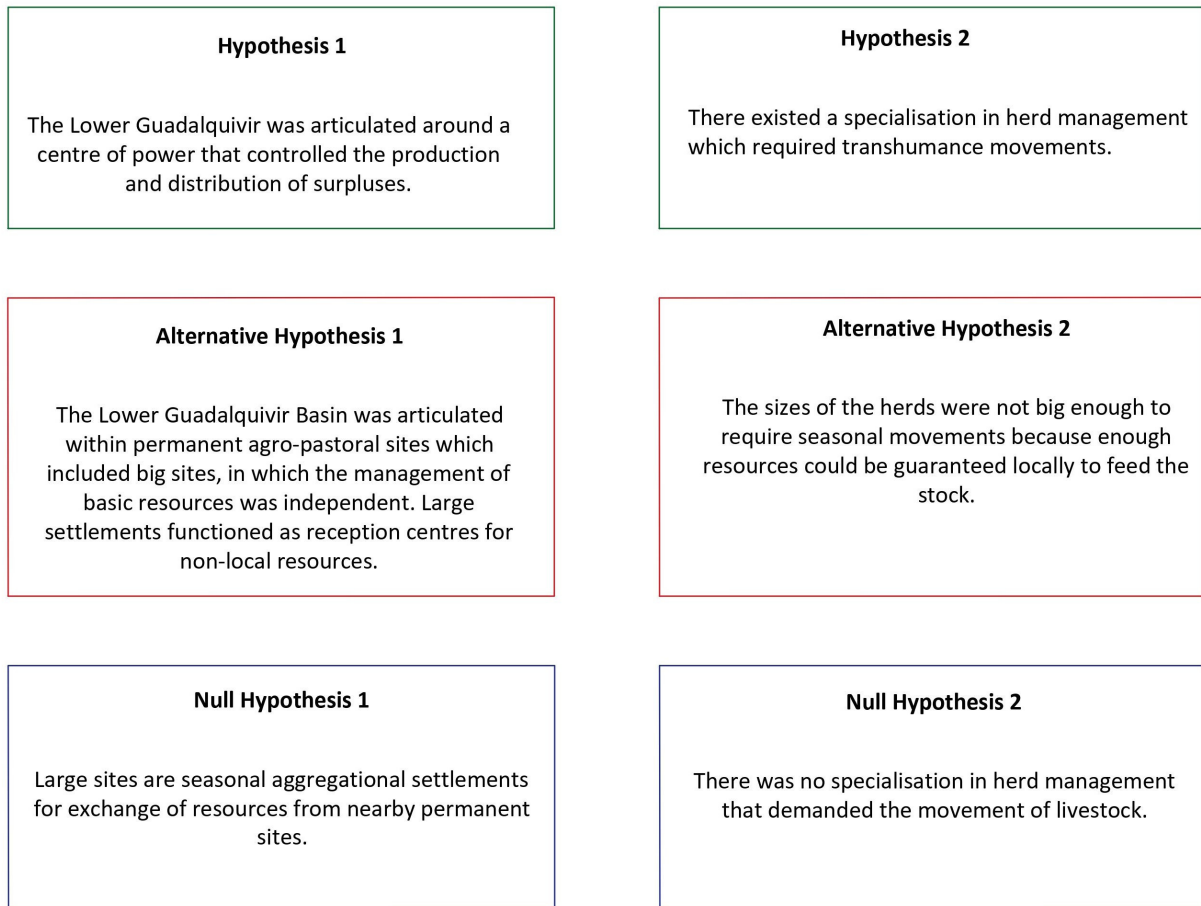 Hypothesis 1
The Lower Guadalquivir was articulated around a
centre of power that controlled the production
and distribution of surpluses.
Hypothesis 2
There existed a specialisation in herd management
which required transhumance movements.
Alternative Hypothesis 1
The Lower Guadalquivir Basin was articulated
within permanent agro-pastoral sites which
included big sites, in which the management of
basic resources was independent. Large
settlements functioned as reception centres for
non-local resources.
Alternative Hypothesis 2
The sizes of the herds were not big enough to
require seasonal movements because enough
resources could be guaranteed locally to feed the
stock.
Null Hypothesis 1
Large sites are seasonal aggregational settlements
for exchange of resources from nearby permanent
sites.
Null Hypothesis 2
There was no specialisation in herd management
that demanded the movement of livestock.